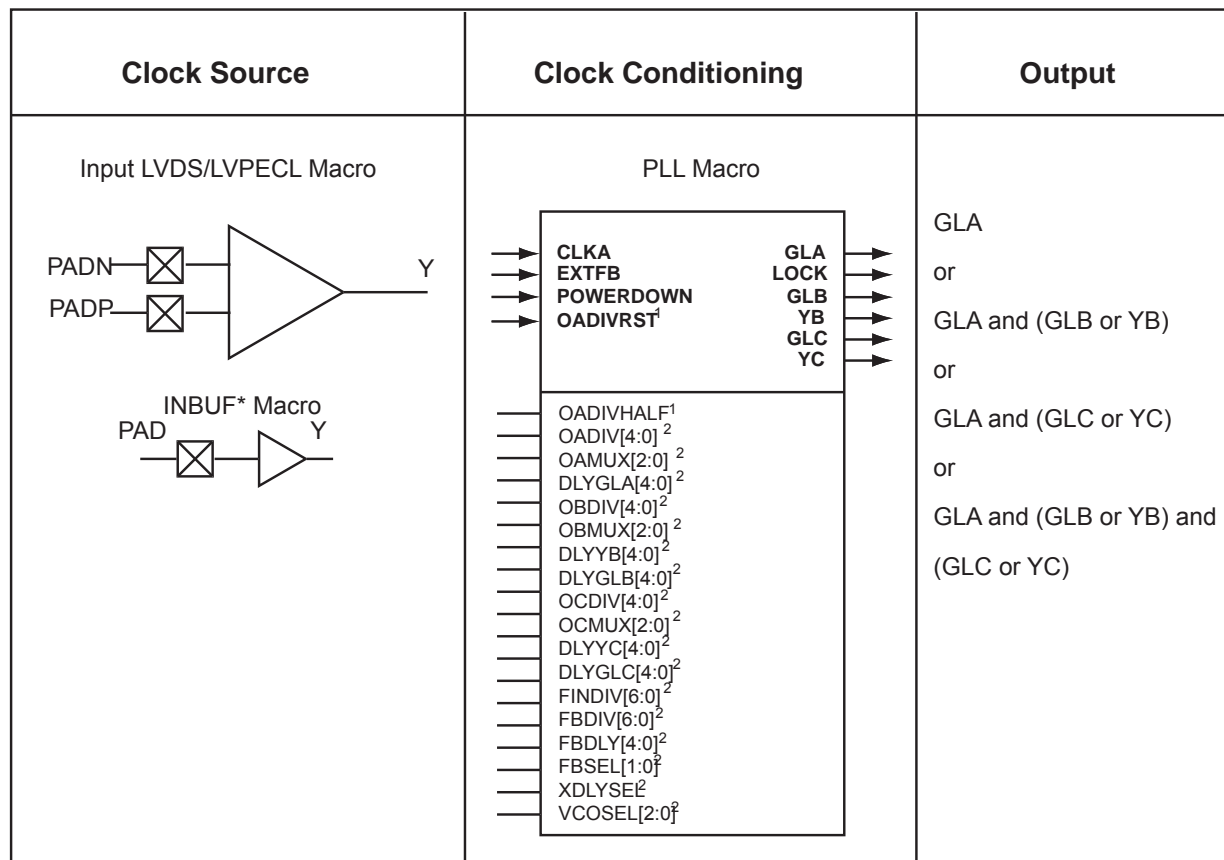 Clock Source
Clock Conditioning
Output
Input LVDS/LVPECL Macro
PADN
PADP
Y
INBUF* Macro
PAD
Y
PLL Macro
CLKA
EXTFB
POWERDOWN
OADIVRST1
GLA
LOCK
GLB
YB
GLC
YC
OADIVHALF1
OADIV[4:0] 2
OAMUX[2:0] 2
DLYGLA[4:0] 2
OBDIV[4:0]2
OBMUX[2:0] 2
DLYYB[4:0]2
DLYGLB[4:0]2
OCDIV[4:0]2
OCMUX[2:0] 2
DLYYC[4:0]2
DLYGLC[4:0]2
FINDIV[6:0]2
FBDIV[6:0]2
FBDLY[4:0]2
FBSEL[1:0]2
XDLYSEL2
VCOSEL[2:0]2
GLA
or
GLA and (GLB or YB)
or
GLA and (GLC or YC)
or
GLA and (GLB or YB) and
(GLC or YC)